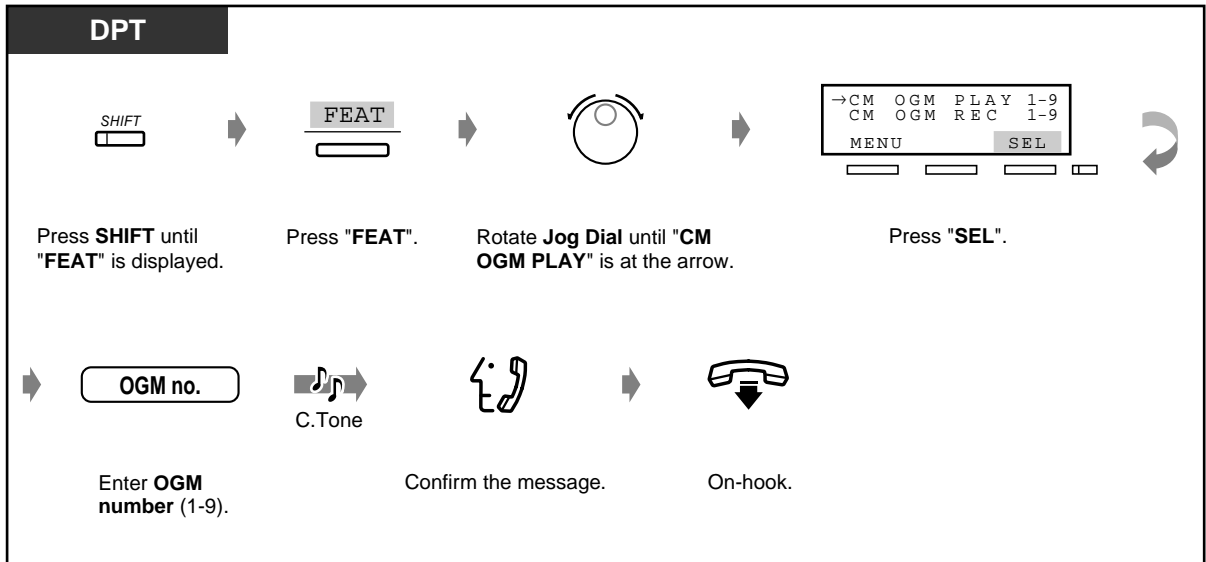 DPT
SHIFT
FEAT
→CM OGM PLAY 1-9
CM OGM REC 1-9
MENU SEL
Press SHIFT until
"FEAT" is displayed.
Press "FEAT".
Rotate Jog Dial until "CM
OGM PLAY" is at the arrow.
Press "SEL".
OGM no.
C.Tone
Enter OGM
number (1-9).
Confirm the message.
On-hook.